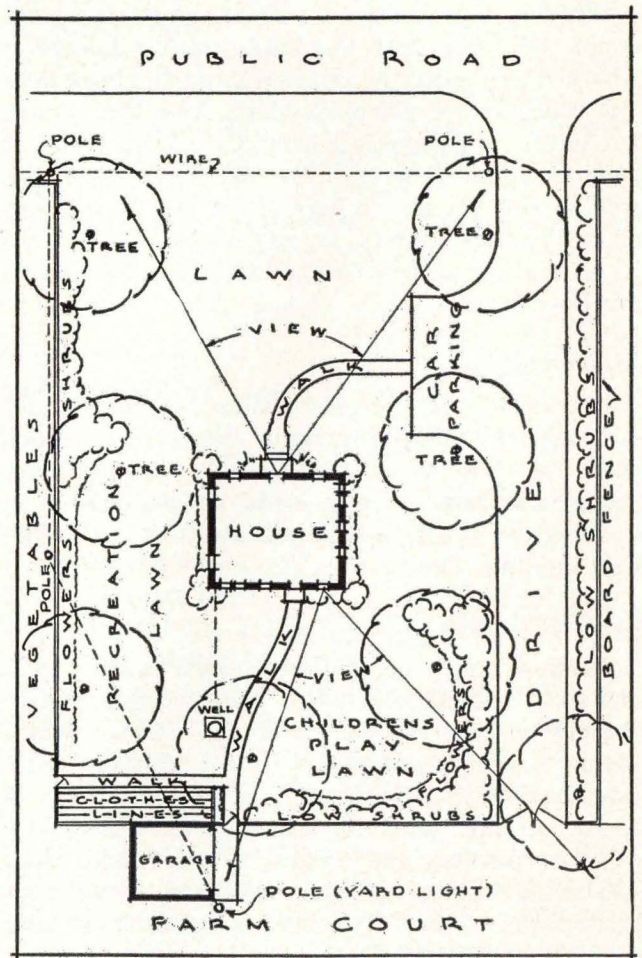 PUBLIC ROAD
POLE
POLE
WIRE
TREE
TREE
LAWN
VIEW
CAR
PARKING
WALK
SHRUBS
TREE
TREE
HOUSE
VEGETABLES
POLE
FLOWERS
RECREATION
LAWN
DRIVE
LOW SHRUBS
BOARD FENCE
WALK
VIEW
WELL
CHILDRENS
PLAY
LAWN
FLOWERS
WALK
CLOTHES
LINES
LOW SHRUBS
GARAGE
POLE (YARD LIGHT)
FARM COURT